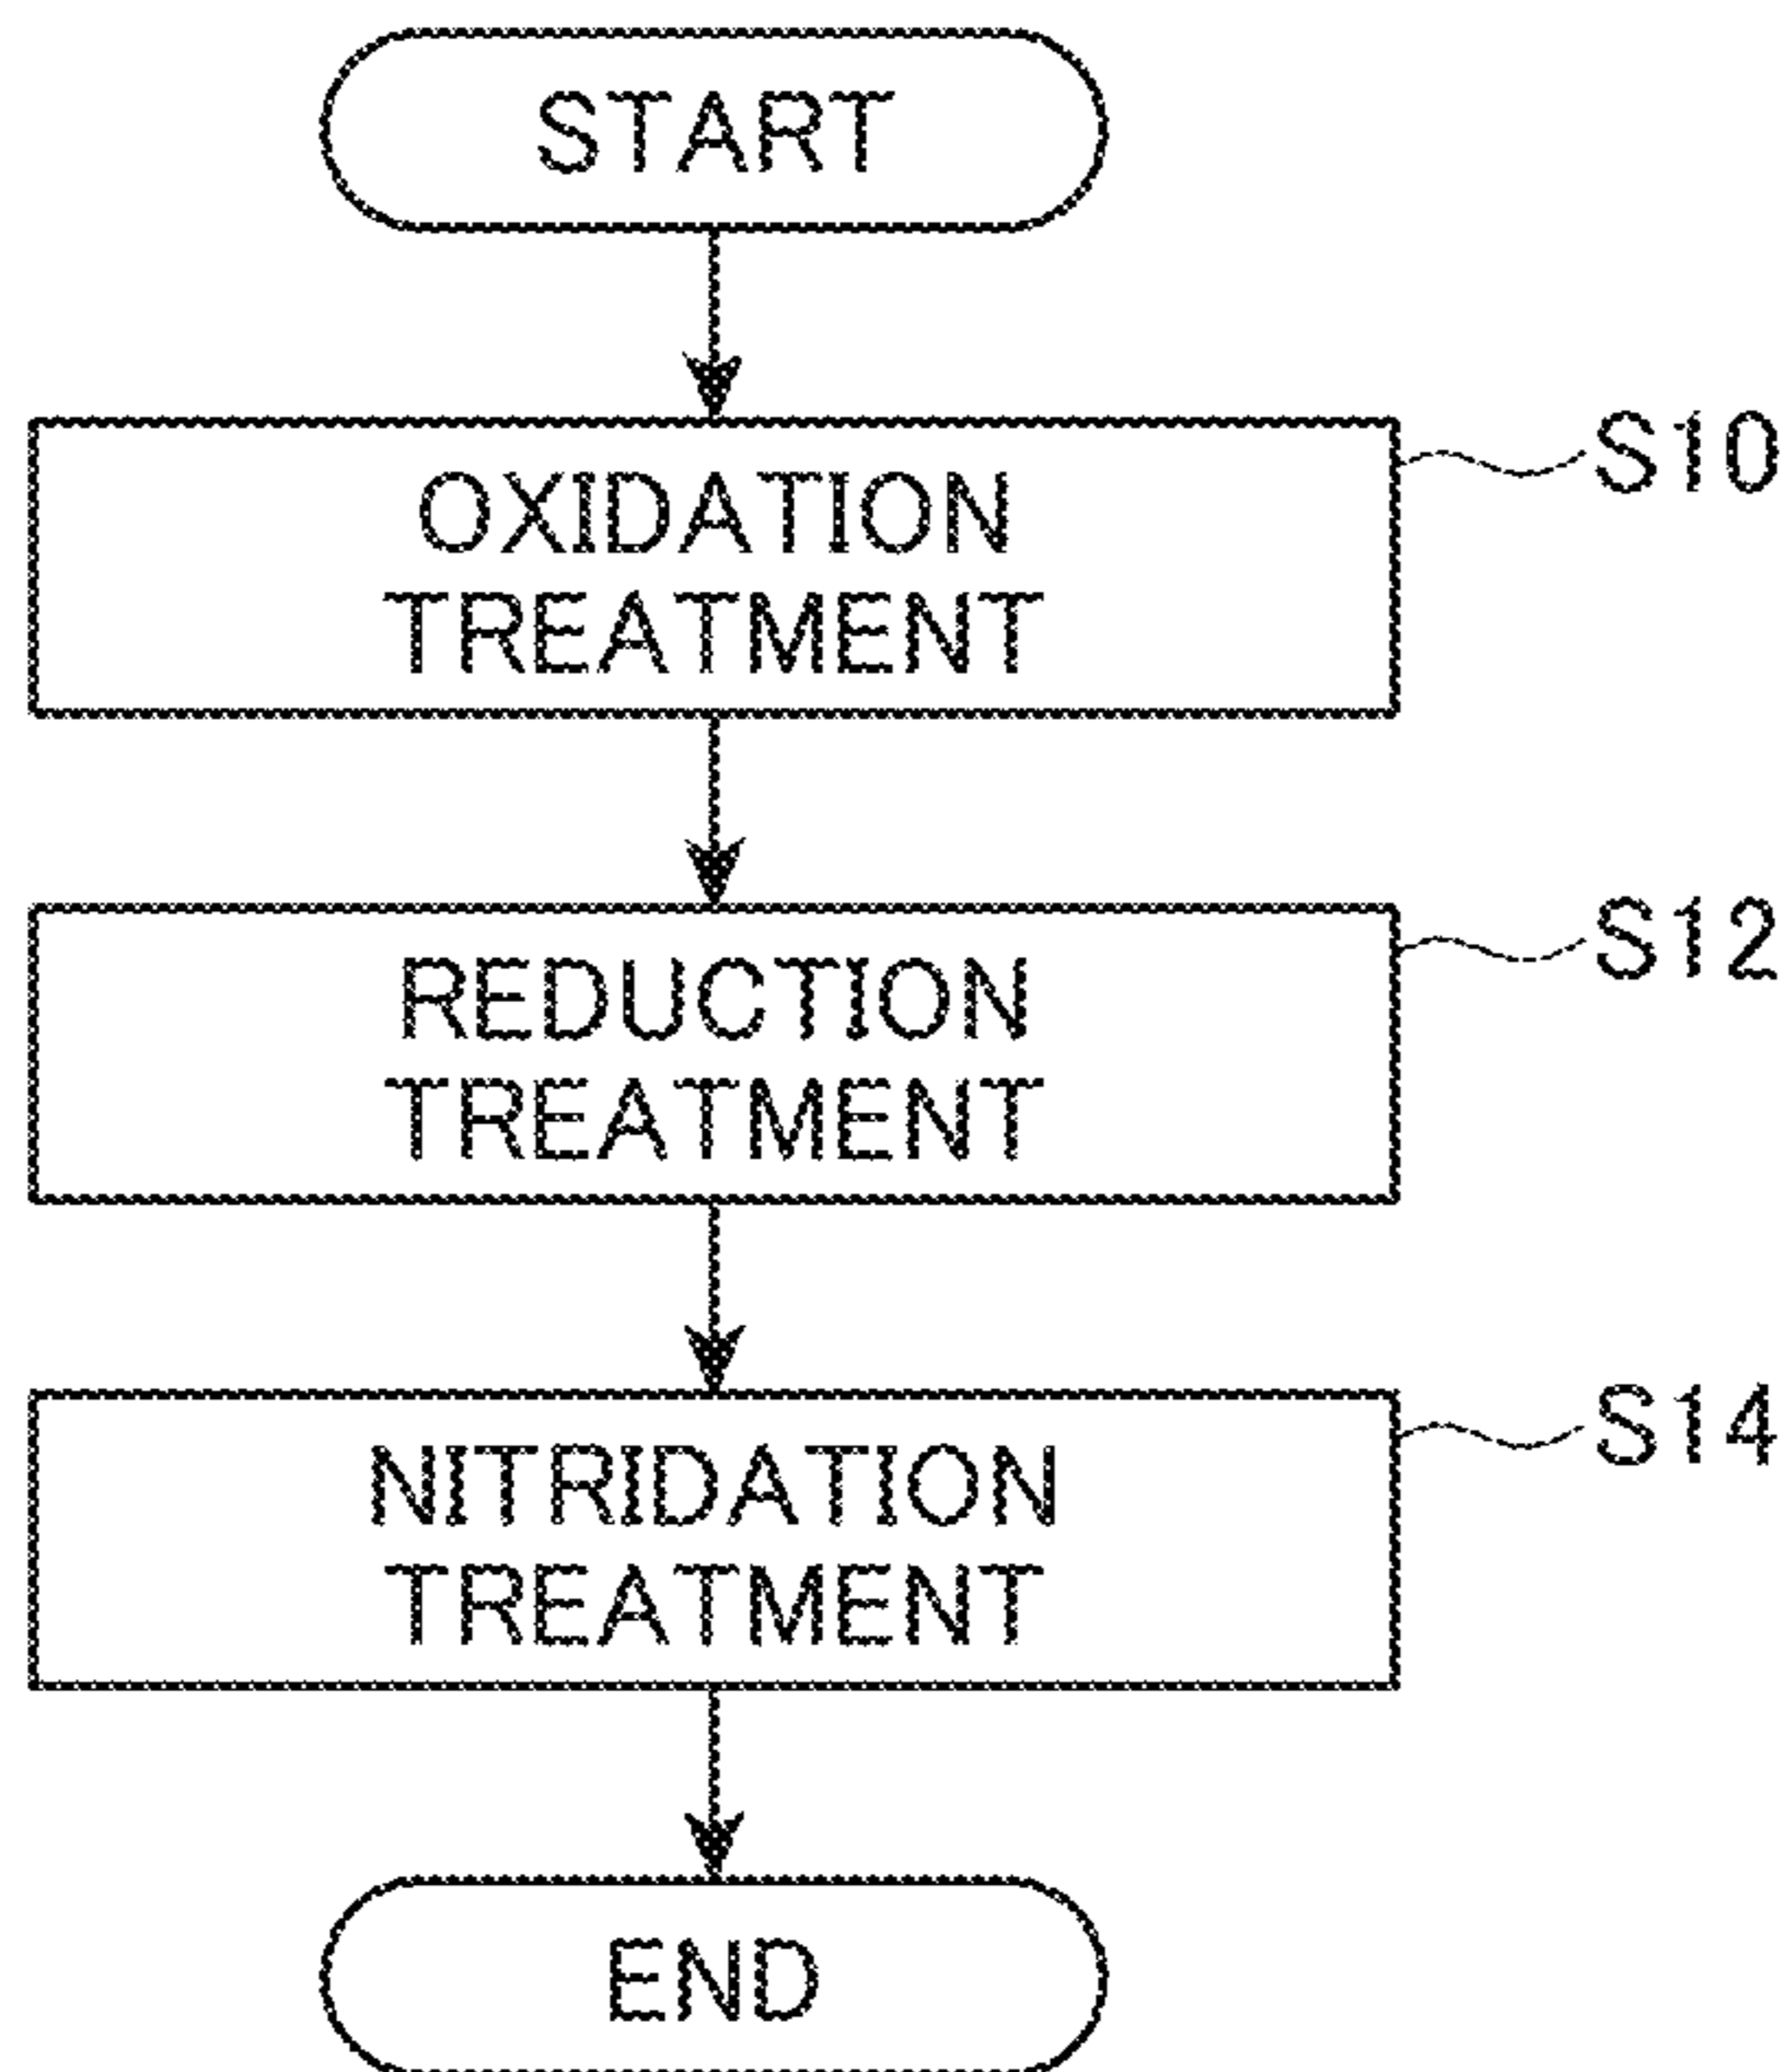 START
OXIDATION
TREATMENT
S10
REDUCTION
TREATMENT
S12
NITRIDATION
TREATMENT
S14
END